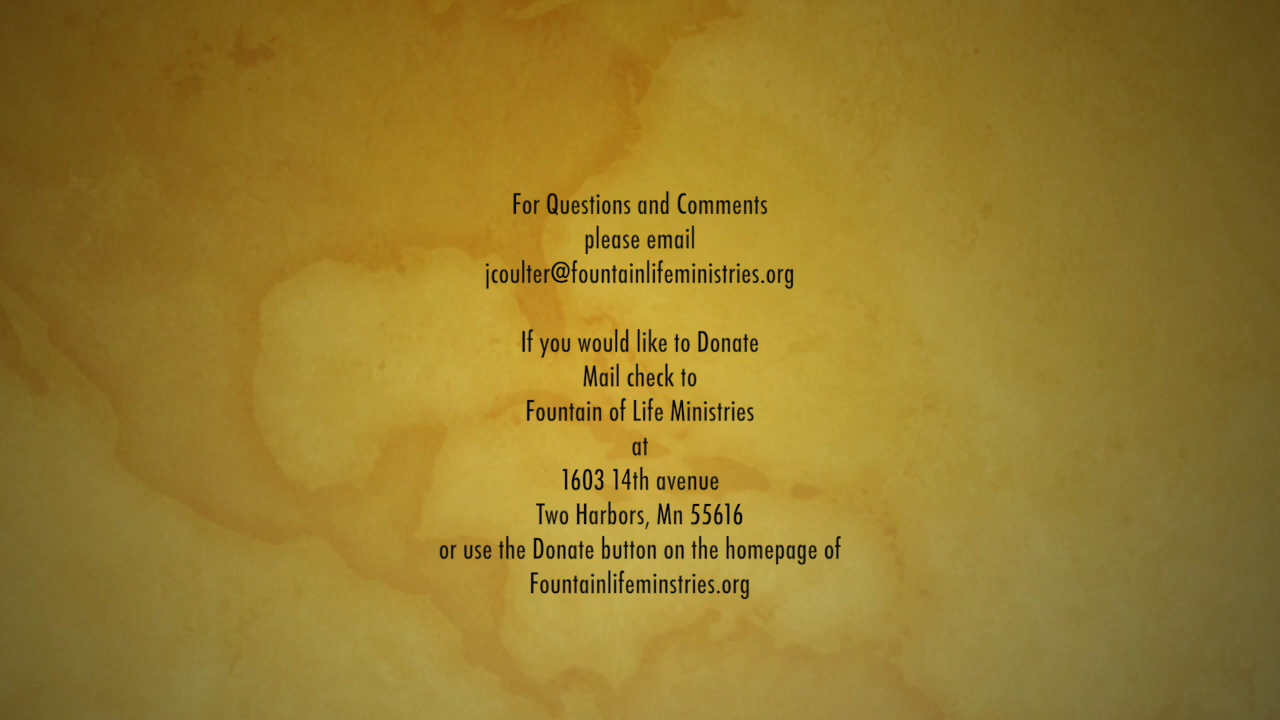 For Questions and Comments
please email
jcoulter@fountainlifeministries.org
If you would like to Donate
Mail check to
Fountain of Life Ministries
at
1603 14th avenue
Two Harbors, Mn 55616
or use the Donate button on the homepage of
Fountainlifeminstries.org